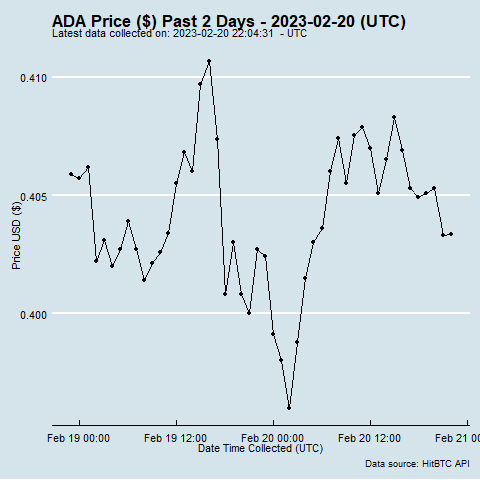 ADA Price ($) Past 2 Days - 2023-02-20 (UTC)
Latest data collected on: 2023-02-20 22:04:31 - UTC
0.410
0.405
0.400
Price USD ($)
Feb 19 00:00 Feb 19 12:00 Feb 20 00:00 Feb 20 12:00 Feb 21 00
Date Time Collected (UTC)
Data source: HitBTC API